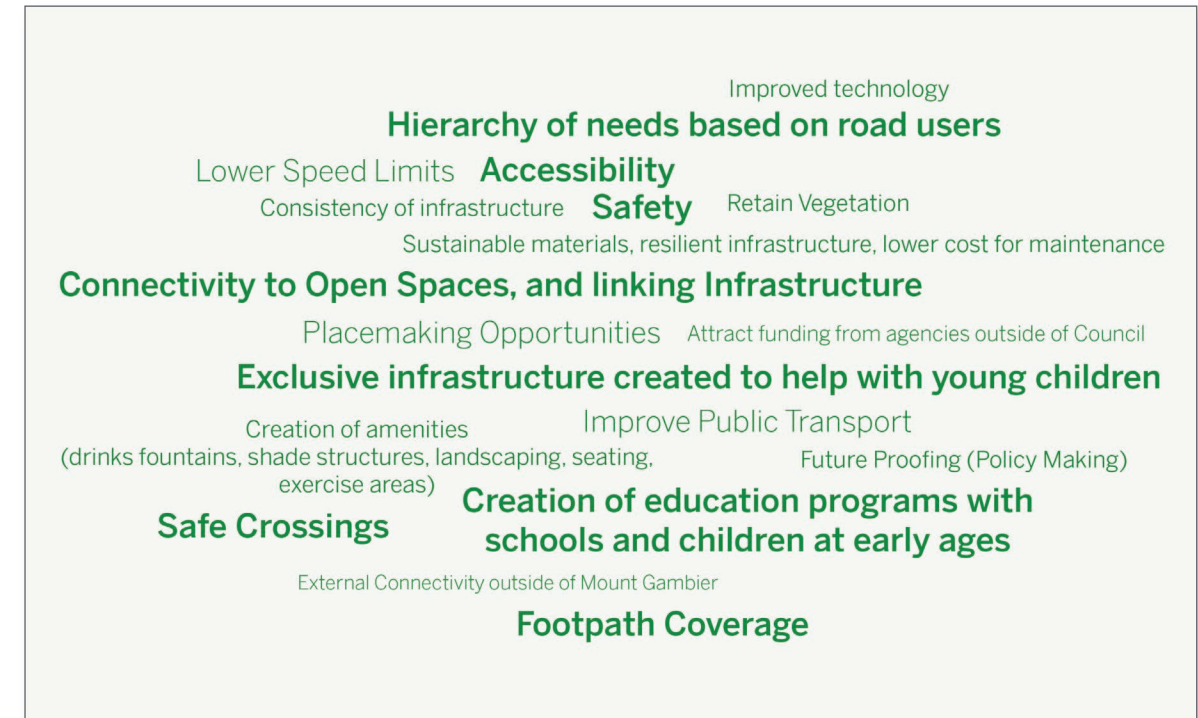 Improved technology
Hierarchy of needs based on road users
Lower Speed Limits
Accessibility
Consistency of infrastructure
Safety
Retain Vegetation
Sustainable materials, resilient infrastructure, lower cost for maintenance
Connectivity to Open Spaces, and linking Infrastructure
Placemaking Opportunities
Attract funding from agencies outside of Council
Exclusive infrastructure created to help with young children
Improve Public Transport
Creation of amenities
(drinks fountains, shade structures, landscaping, seating,
exercise areas)
Future Proofing (Policy Making)
Creation of education programs with
schools and children at early ages
Safe Crossings
External Connectivity outside of Mount Gambier
Footpath Coverage